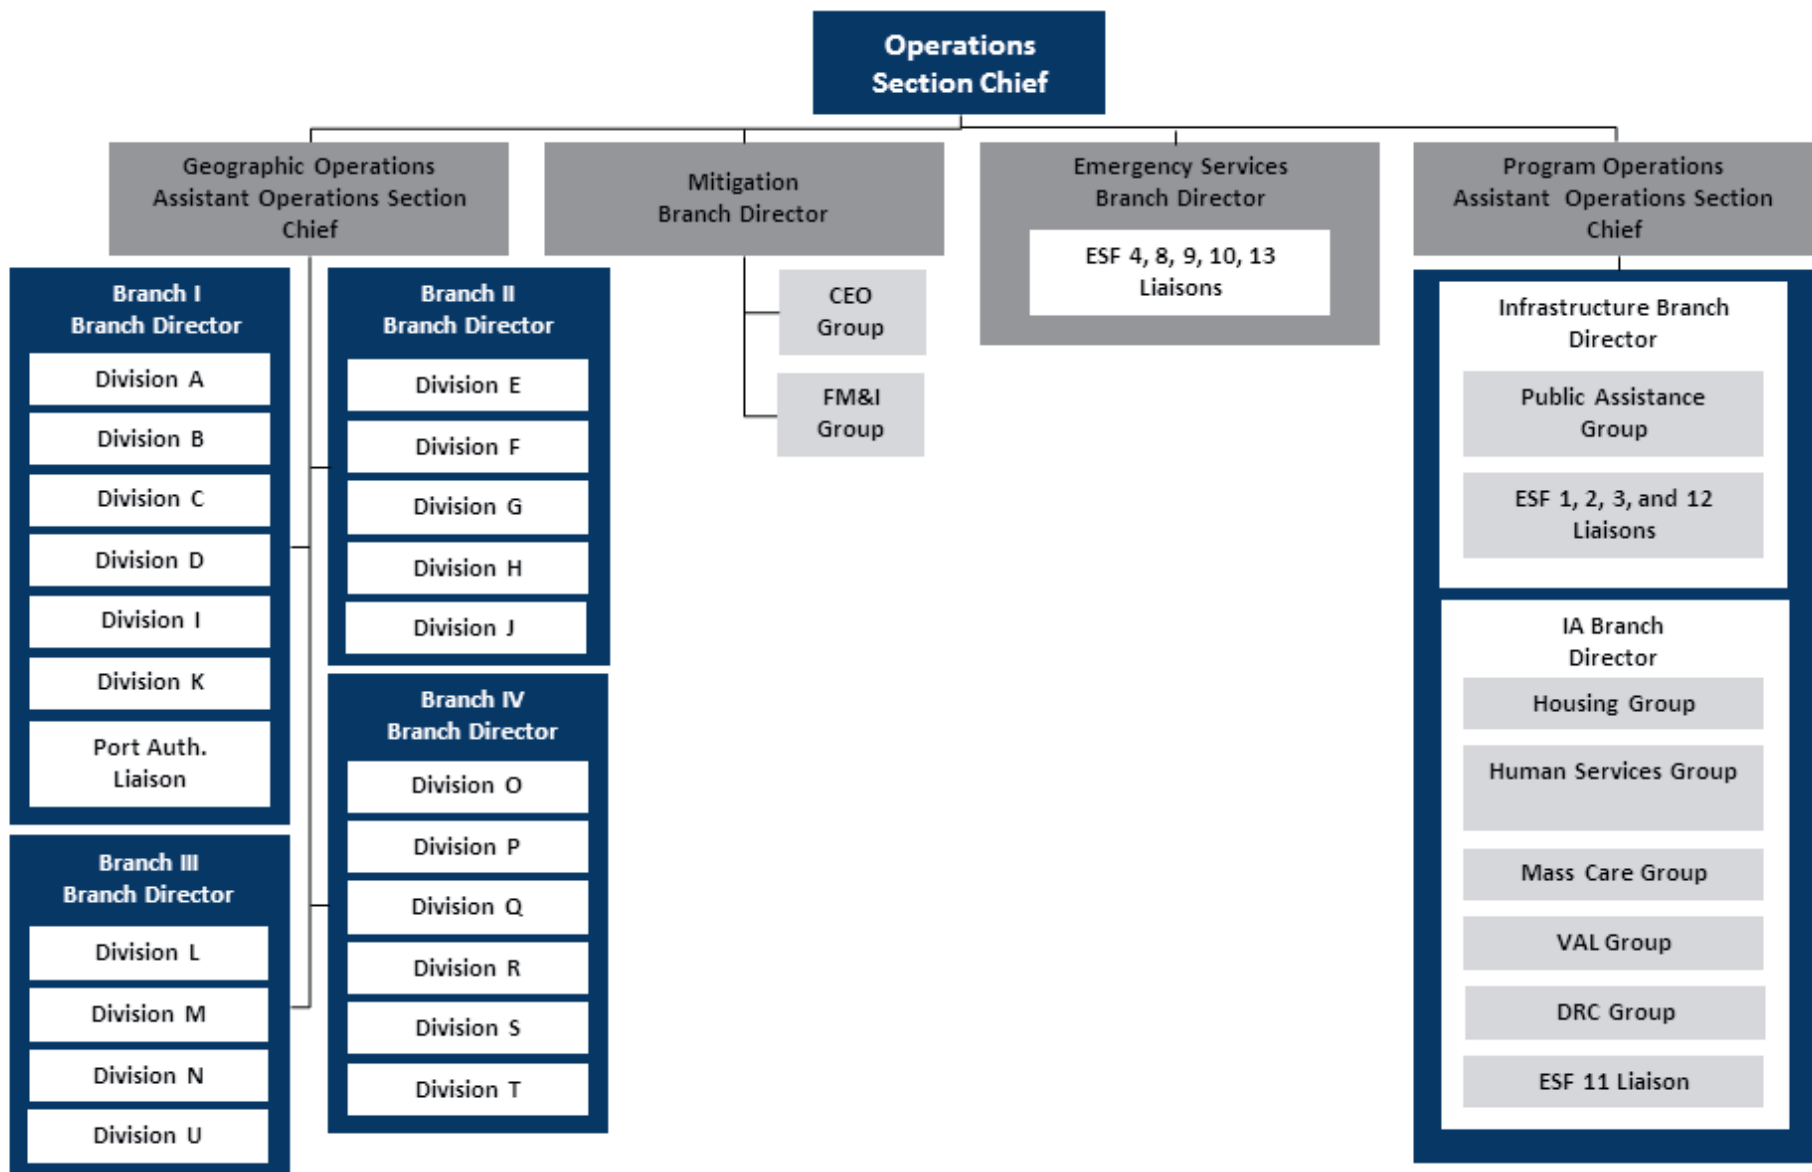 Operations
Section Chief
Geographic Operations
Assistant Operations Section
Chief
Mitigation
Branch Director
Emergency Services
Branch Director
ESF 4, 8, 9, 10, 13
Liaisons
Program Operations
Assistant Operations Section
Chief
Branch I
Branch Director
Division A
Division B
Division C
Division D
Division I
Division K
Port Auth.
Liaison
Branch II
Branch Director
Division E
Division F
Division G
Division H
Division J
Branch III
Branch Director
Division L
Division M
Division N
Division U
Branch IV
Branch Director
Division O
Division P
Division Q
Division R
Division S
Division T
CEO
Group
FM&I
Group
Infrastructure Branch
Director
Public Assistance
Group
ESF 1, 2, 3, and 12
Liaisons
IA Branch
Director
Housing Group
Human Services Group
Mass Care Group
VAL Group
DRC Group
ESF 11 Liaison